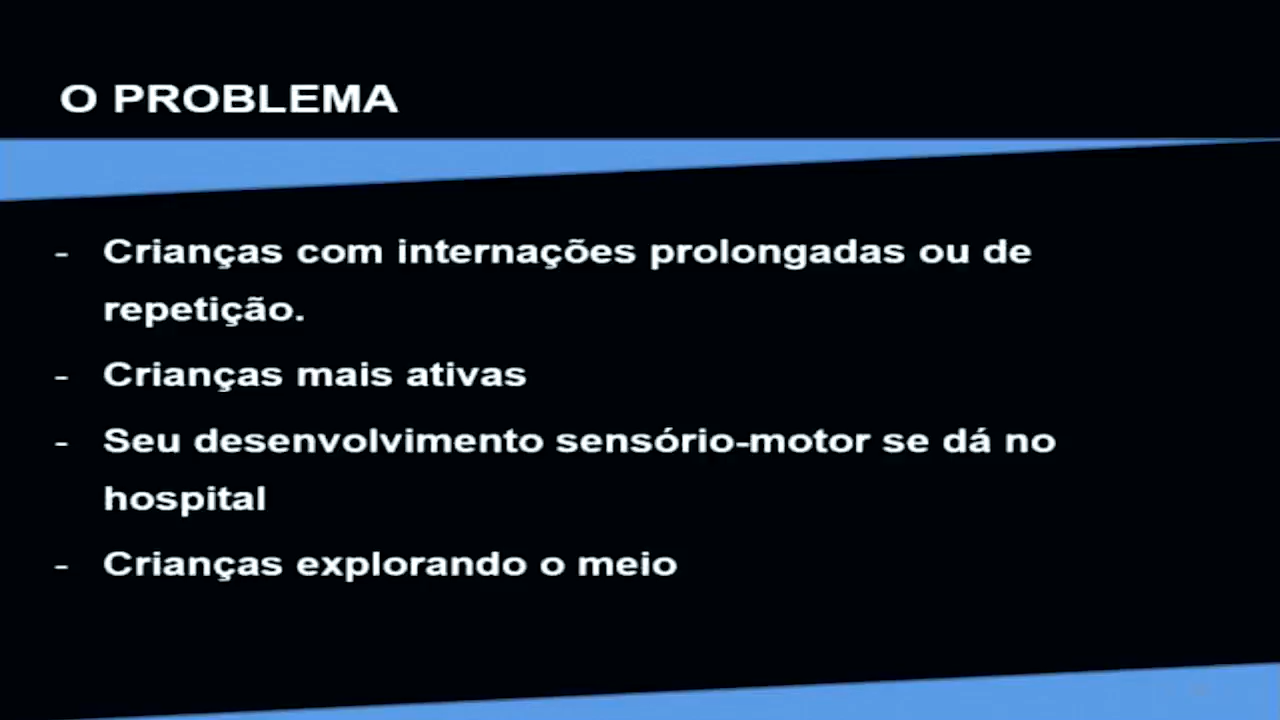 O PROBLEMA
- Crianças com internações prolongadas ou de
repetição.
- Crianças mais ativas
- Seu desenvolvimento sensório-motor se dá no
hospital
- Crianças explorando o meio